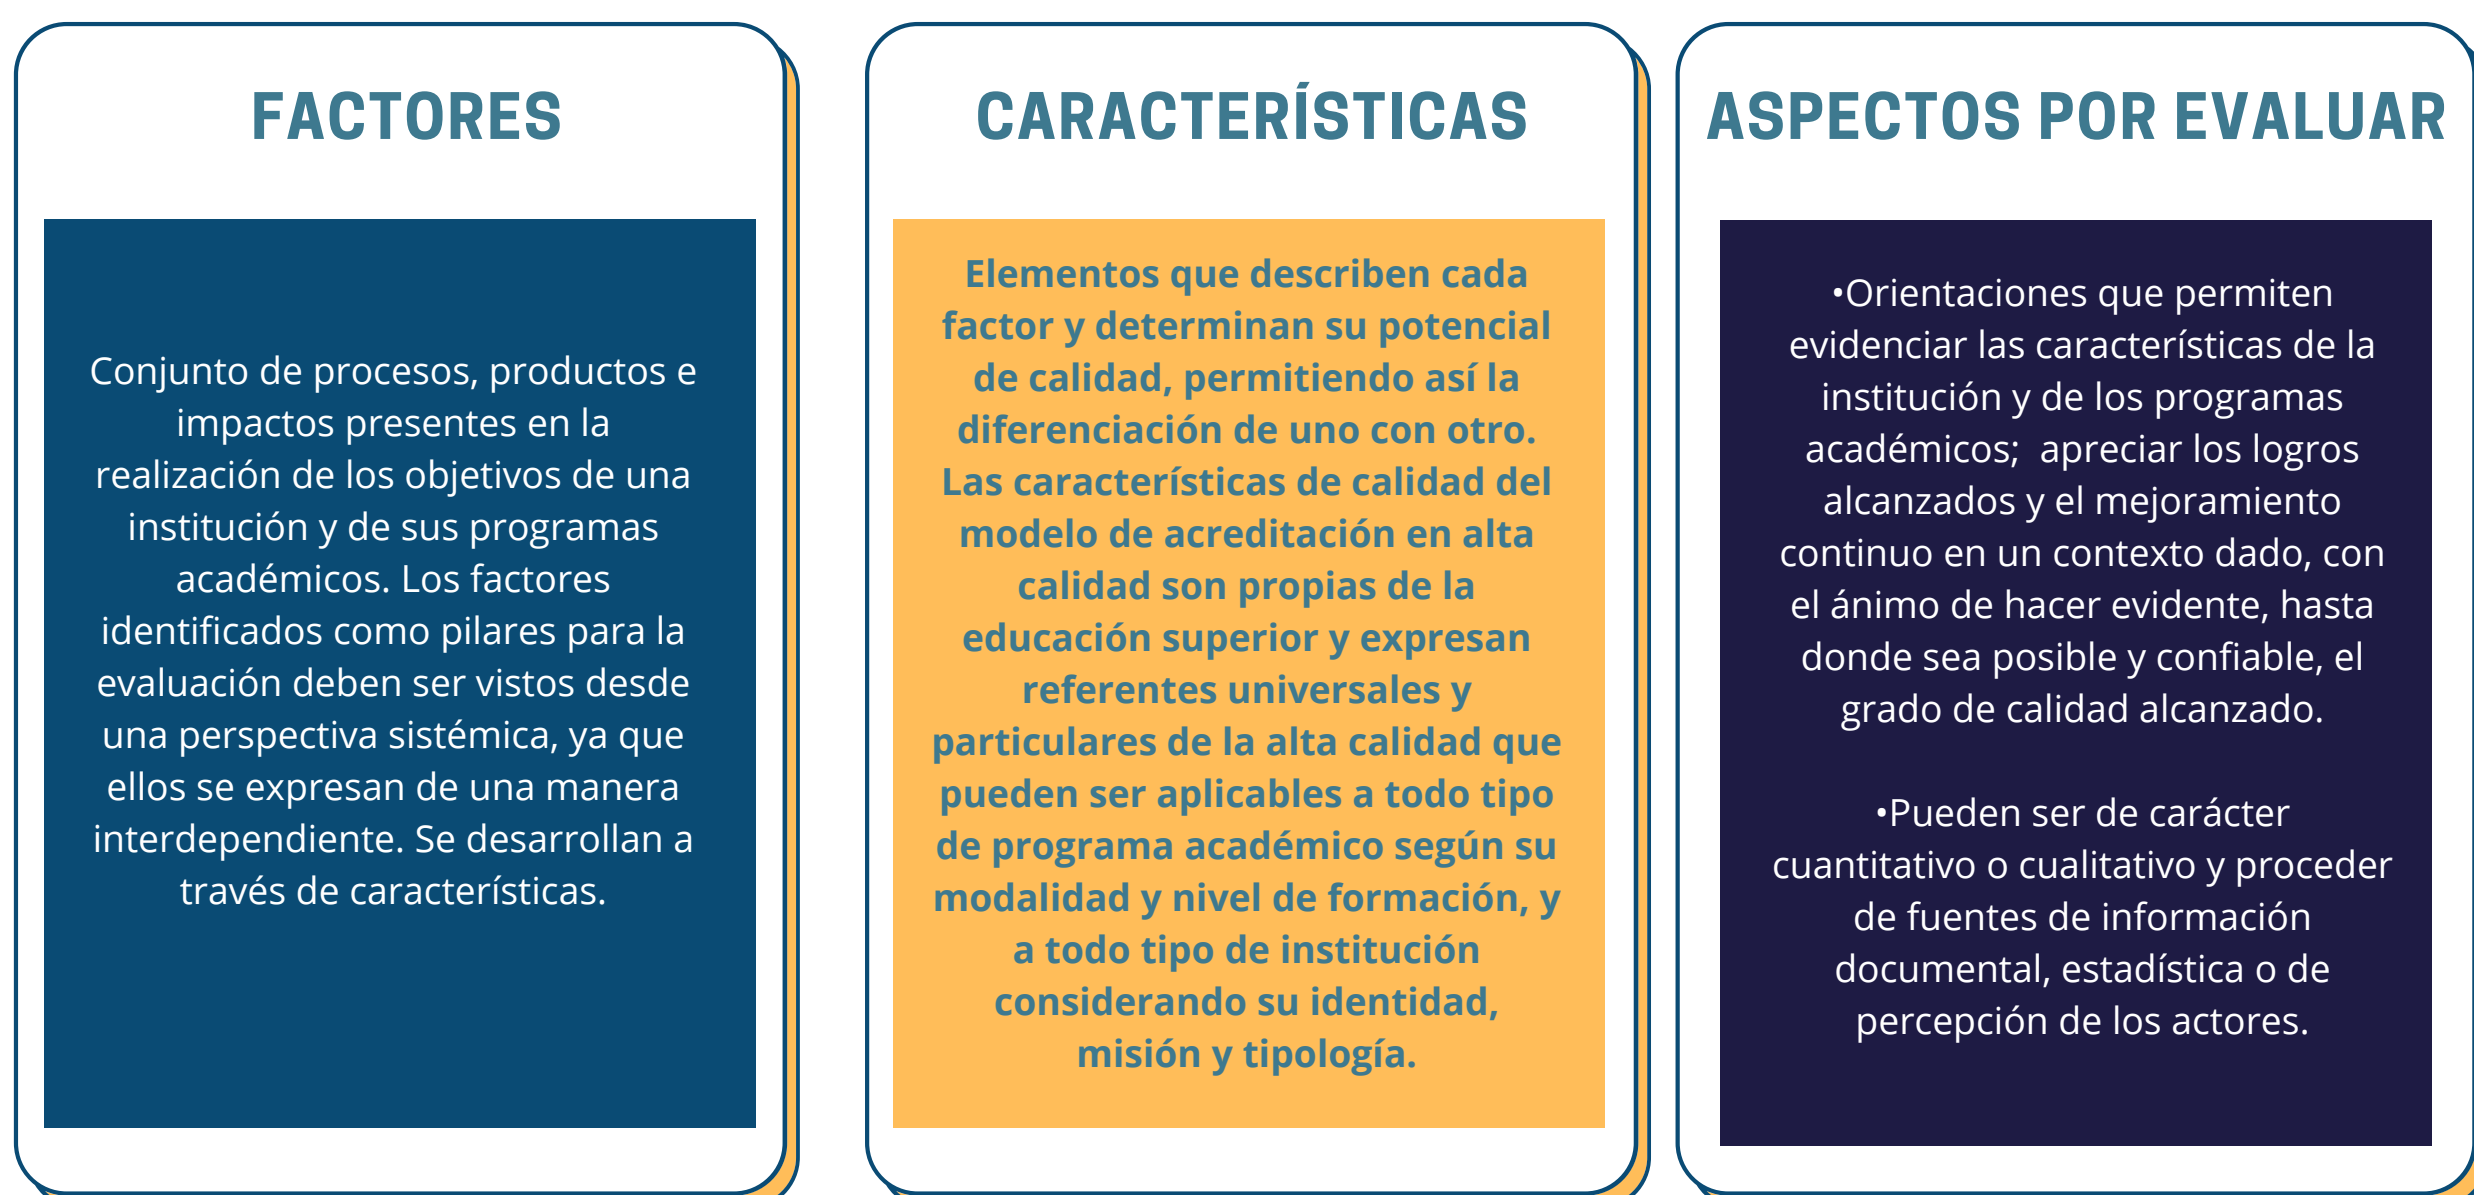 FACTORES
Conjunto de procesos, productos e
impactos presentes en la
realización de los objetivos de una
institución y de sus programas
académicos. Los factores
identificados como pilares para la
evaluación deben ser vistos desde
una perspectiva sistémica, ya que
ellos se expresan de una manera
interdependiente. Se desarrollan a
través de características.
CARACTERÍSTICAS
Elementos que describen cada
factor y determinan su potencial
de calidad, permitiendo así la
diferenciación de uno con otro.
Las características de calidad del
modelo de acreditación en alta
calidad son propias de la
educación superior y expresan
referentes universales y
particulares de la alta calidad que
pueden ser aplicables a todo tipo
de programa académico según su
modalidad y nivel de formación, y
a todo tipo de institución
considerando su identidad,
misión y tipología.
ASPECTOS POR EVALUAR
•Orientaciones que permiten
evidenciar las características de la
institución y de los programas
académicos;  apreciar los logros
alcanzados y el mejoramiento
continuo en un contexto dado, con
el ánimo de hacer evidente, hasta
donde sea posible y confiable, el
grado de calidad alcanzado.
•Pueden ser de carácter
cuantitativo o cualitativo y proceder
de fuentes de información
documental, estadística o de
percepción de los actores.